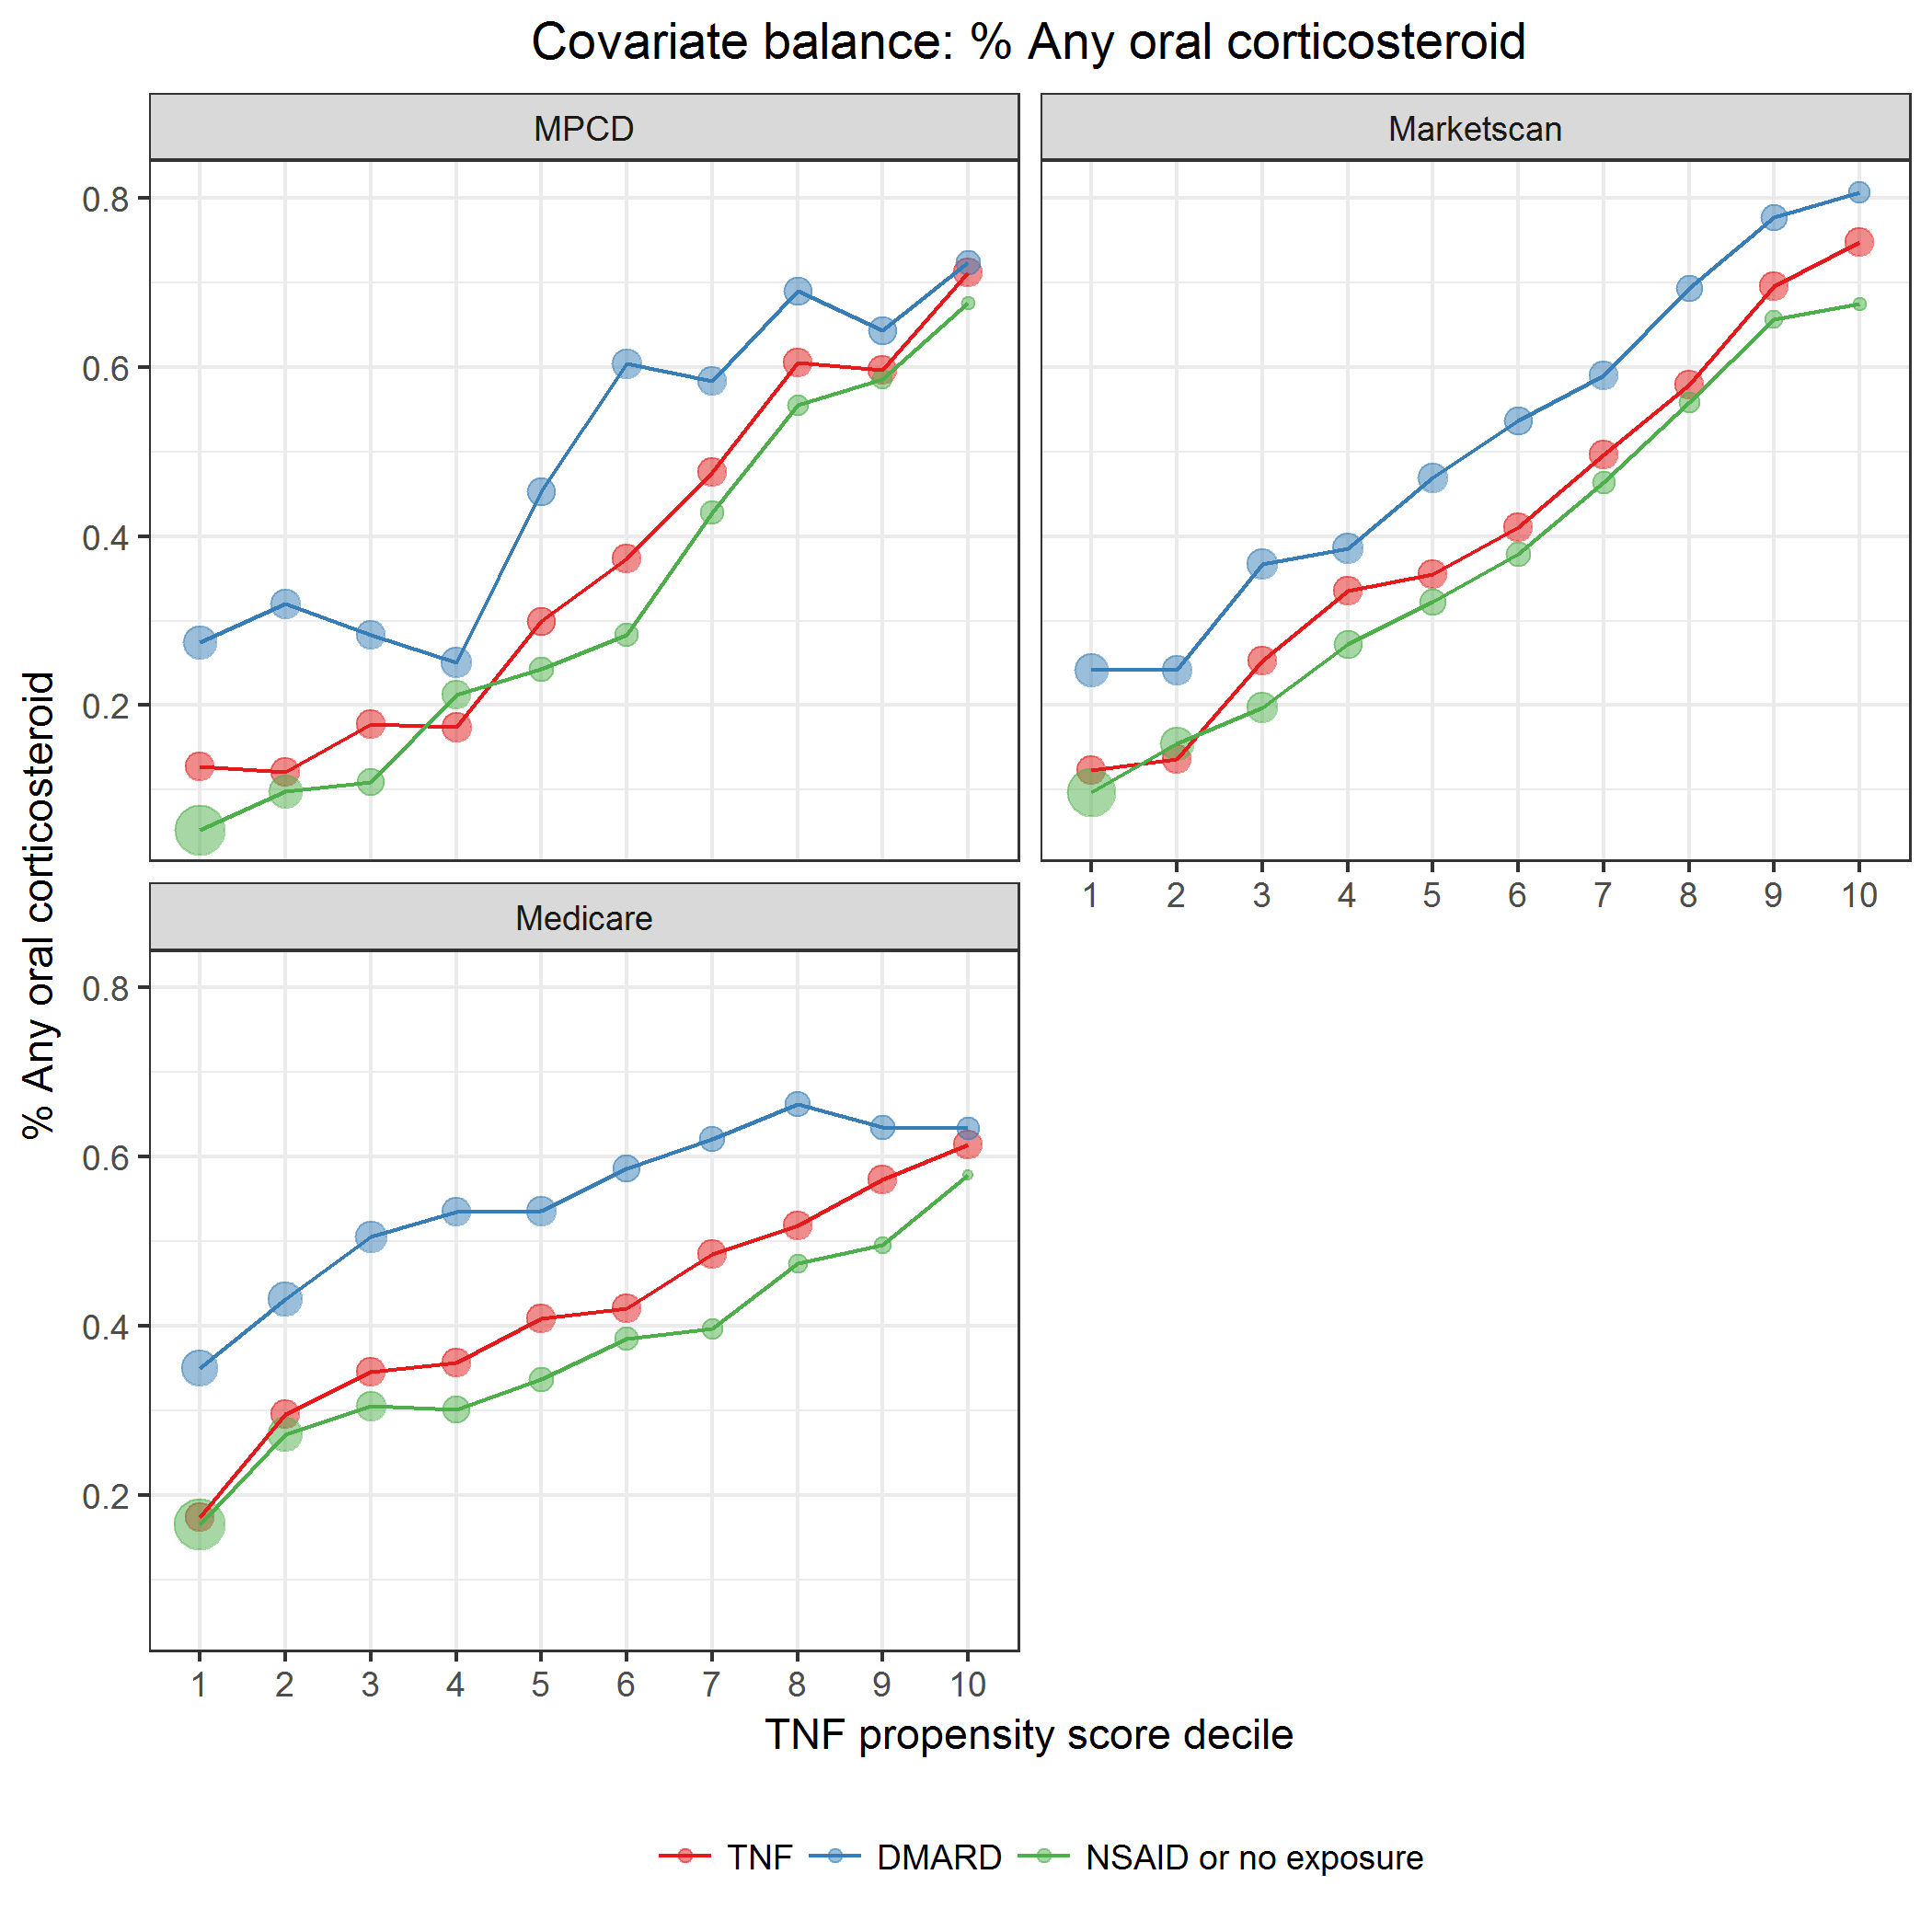 Covariate balance: % Any oral corticosteroid
MPCD
Marketscan
0.8
0.6
0.4
0.2
1 2 3 4 5 6 7 8 9 10
Medicare
0.8
0.6
0.4
0.2
1 2 3 4 5 6 7 8 9 10
% Any oral corticosteroid
TNF propensity score decile
TNF DMARD NSAID or no exposure